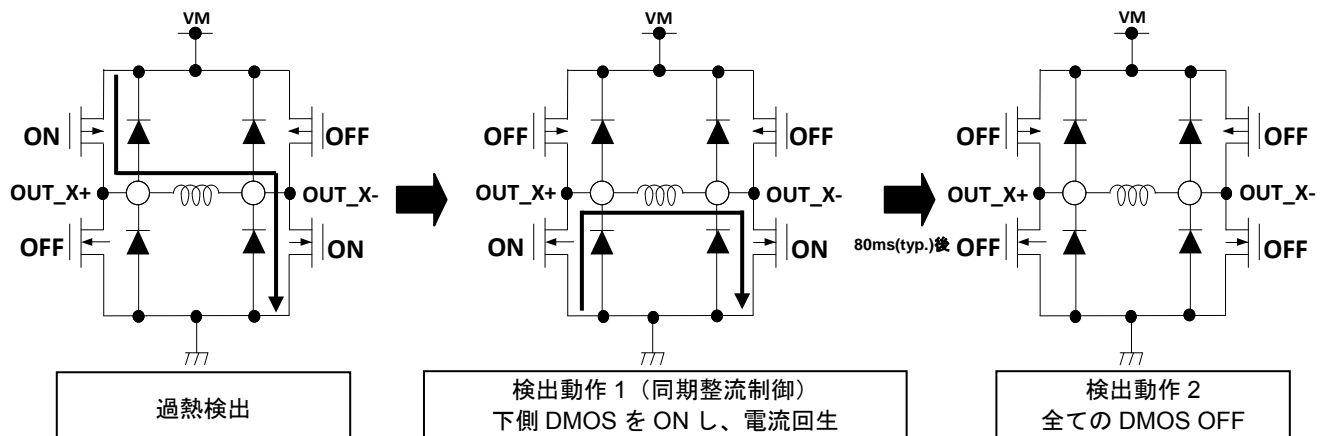 VM
VM
VM
ON
OFF
OFF
OFF
OFF
OFF
OUT_X+
OUT_X-
OUT_X+
OUT_X-
OUT_X+
OUT_X-
OFF
ON
ON
ON
80ms(typ.)後
OFF
OFF
過熱検出
検出動作 1(同期整流制御)
下側 DMOS を ON し、電流回生
検出動作 2
全ての DMOS OFF